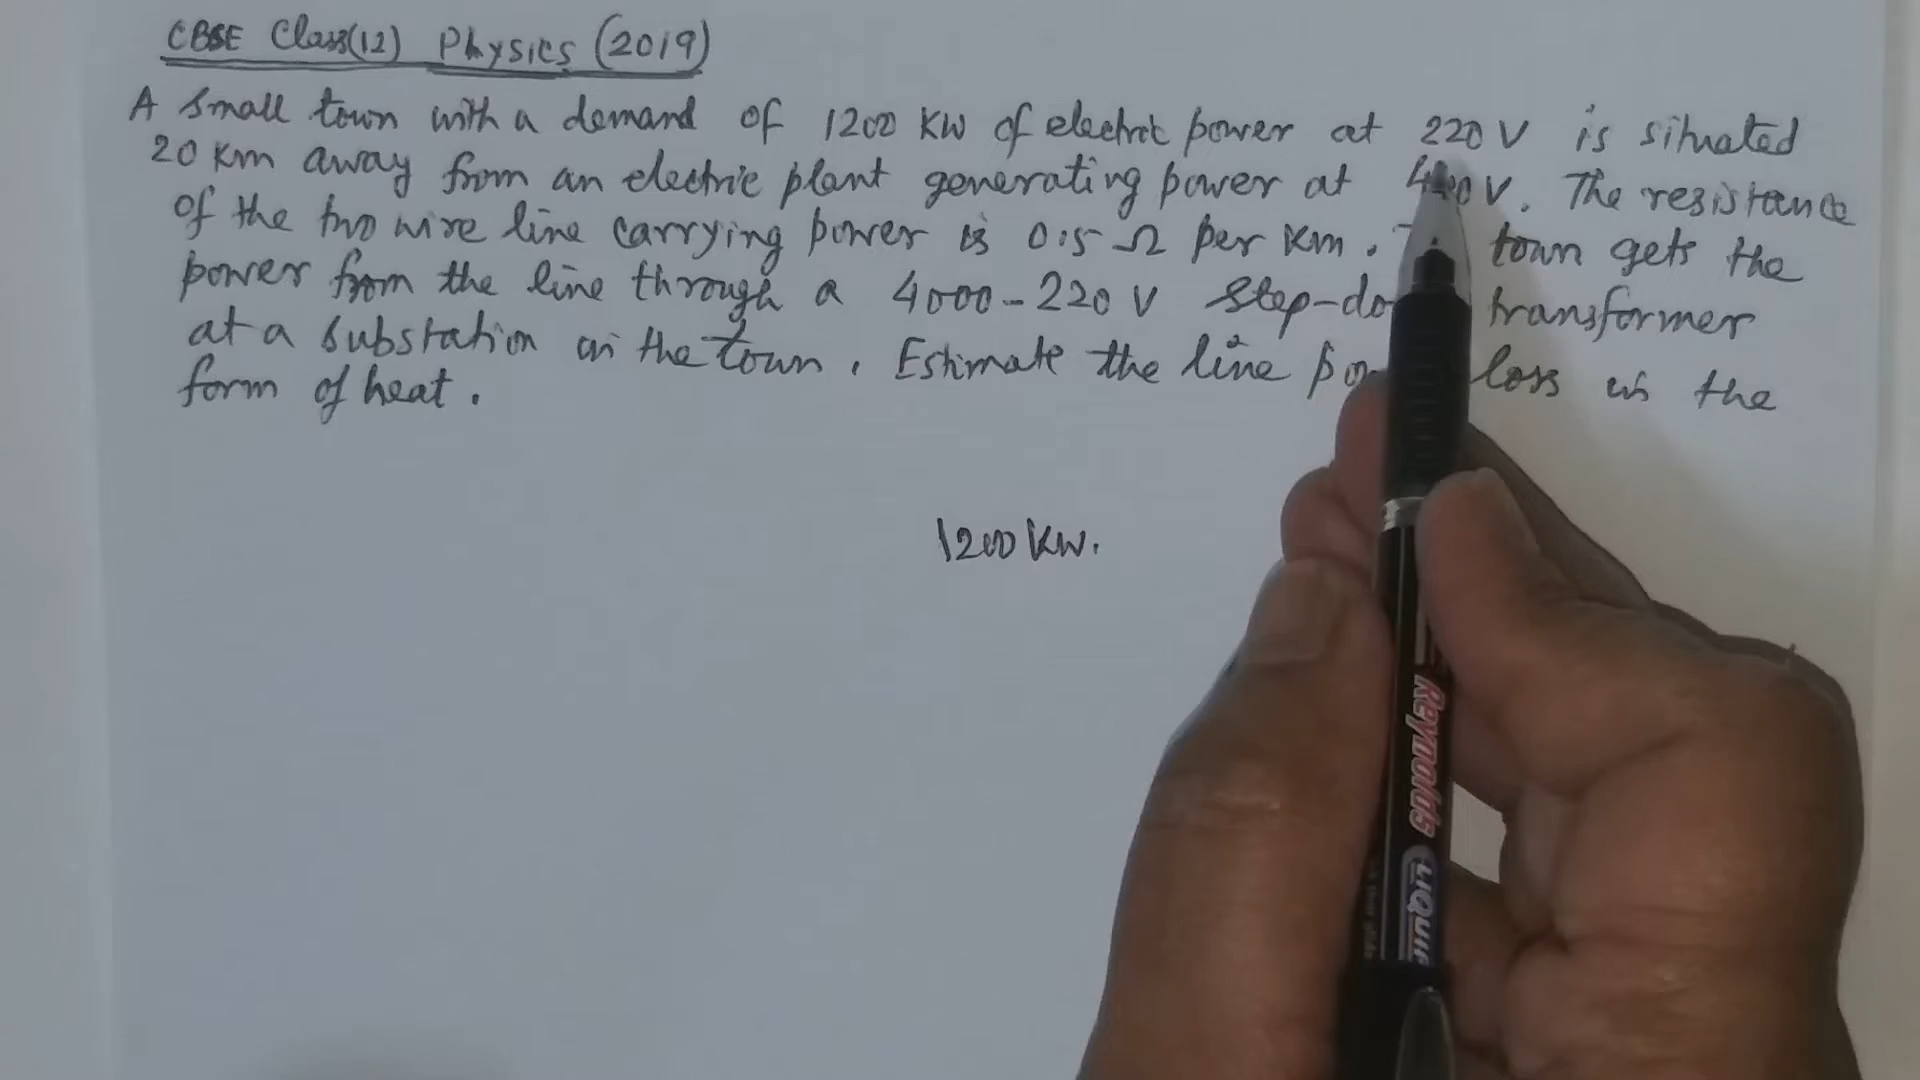 CBSE Class(12) Physics (2019)
A small town with a demand of 1200 KW of electric power at 220 V is situated
20 Km away from an electric plant generating power at V. The resistance
of the two wire line carrying power is 0.5 Ω per Km. town gets the
power from the line through a 4000-220 V step-do transformer
at a substation in the town. Estimate the line po loss in the
form of heat.
1200 KW.
Reynolds
LIQUI